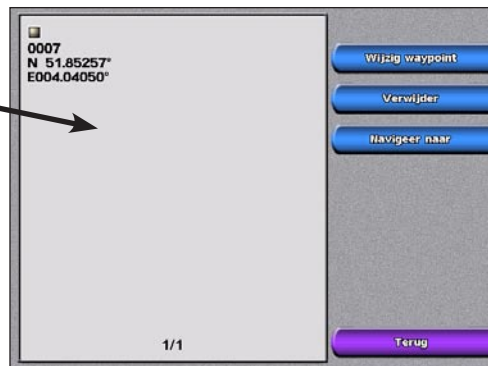 0007
N 51.85257°
E004.04050°
1/1
Wijzig waypoint
Verwijder
Navigeer naar
Terug